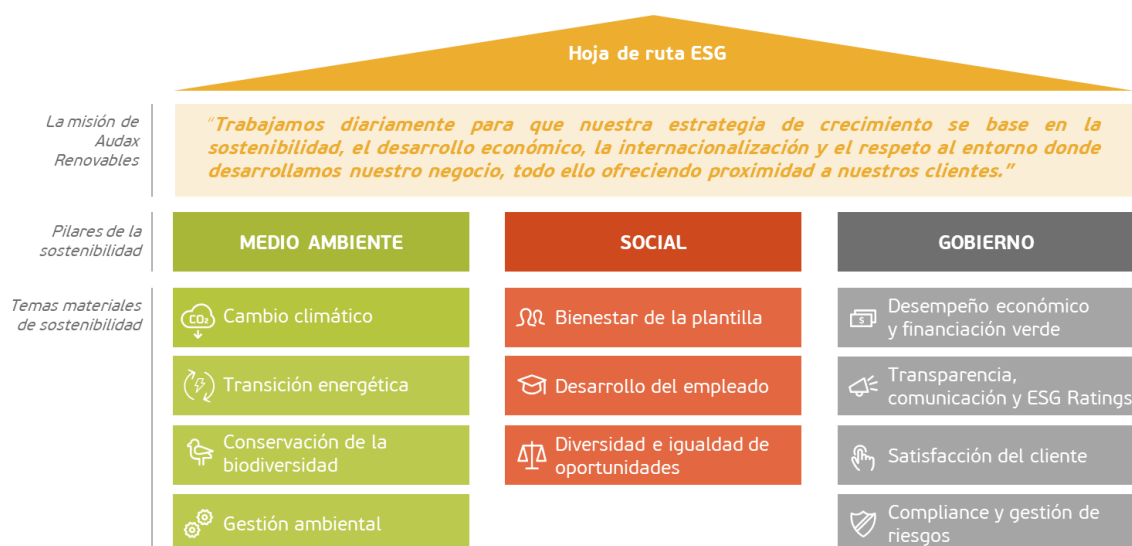 Hoja de ruta ESG
La misión de
Audax
Renovables
"Trabajamos diariamente para que nuestra estrategia de crecimiento se base en la
sostenibilidad, el desarrollo económico, la internacionalización y el respeto al entorno donde
desarrollamos nuestro negocio, todo ello ofreciendo proximidad a nuestros clientes."
Pilares de la
sostenibilidad
MEDIO AMBIENTE
SOCIAL
GOBIERNO
Temas materiales
de sostenibilidad
CO₂
Cambio climático
Transición energética
Conservación de la
biodiversidad
Gestión ambiental
Bienestar de la plantilla
Desarrollo del empleado
Diversidad e igualdad de
oportunidades
$
Desempeño económico
y financiación verde
Transparencia,
comunicación y ESG Ratings
Satisfacción del cliente
Compliance y gestión de
riesgos